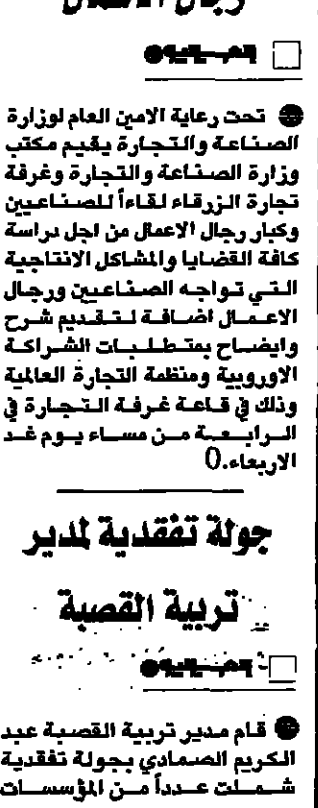 رجال الاعمال
تحت رعاية الامين العام لوزارة
الصناعة والتجارة يقيم مكتب
وزارة الصناعة والتجارة وغرفة
تجارة الزرقاء لقاءاً للصناعيين
وكبار رجال الاعمال من اجل دراسة
كافة القضايا والمشاكل الانتاجية
التي تواجه الصناعيين ورجال
الاعمال اضافة لتقديم شرح
وايضاح بمتطلبات الشراكة
الاوروبية ومنظمة التجارة العالمية
وذلك في قاعة غرفة التجارة في
الرابعة من مساء يوم غد
الاربعاء.()
جولة تفقدية لمدير
تربية القصبة
قام مدير تربية القصبة عبد
الكريم الصمادي بجولة تفقدية
شملت عدداً من المؤسسات